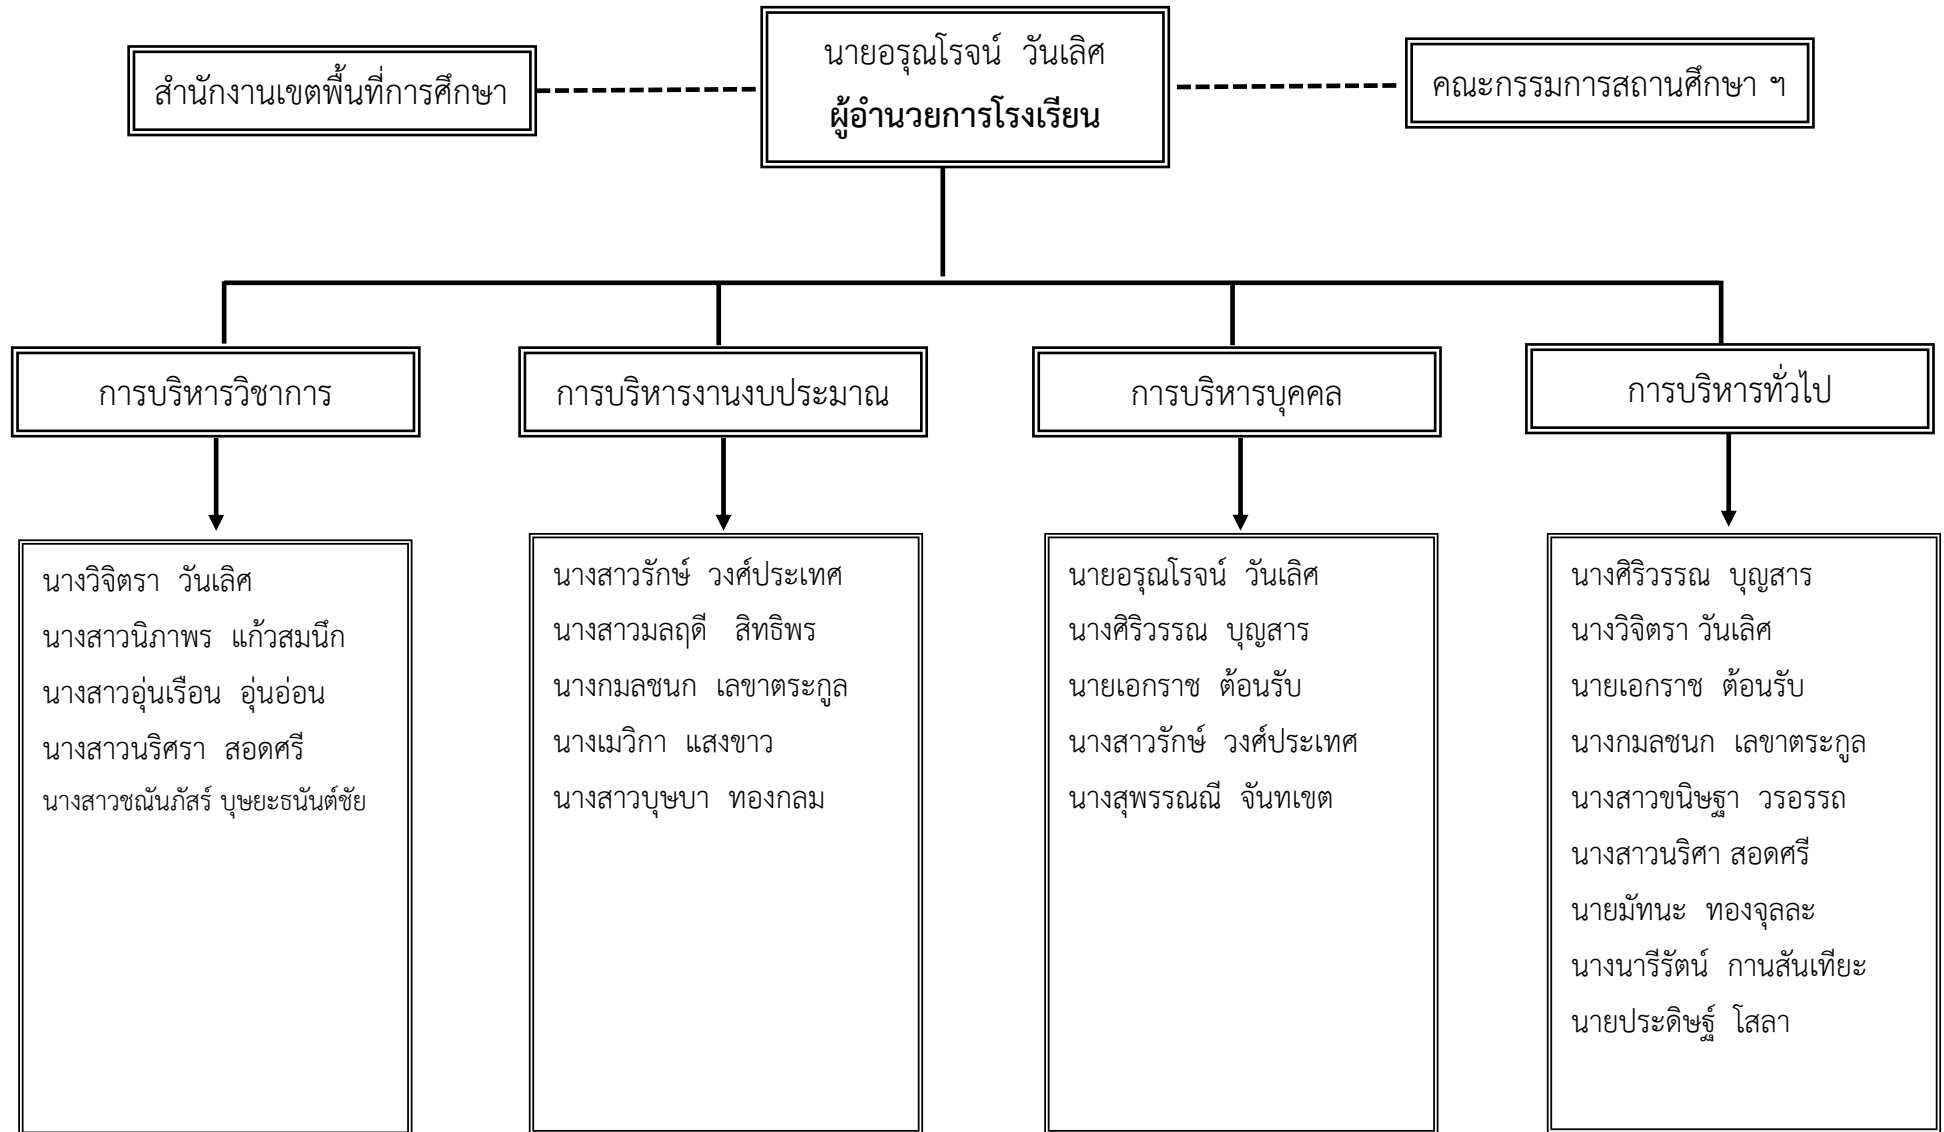 นายอรุณโรจน์ วันเลิศ
ผู้อำนวยการโรงเรียน
สำนักงานเขตพื้นที่การศึกษา
คณะกรรมการสถานศึกษา ฯ
การบริหารวิชาการ
การบริหารงานงบประมาณ
การบริหารบุคคล
การบริหารทั่วไป
นางวิจิตรา วันเลิศ
นางสาวนิภาพร แก้วสมนึก
นางสาวอุ่นเรือน อุ่นอ่อน
นางสาวนริศรา สอดศรี
นางสาวชณันภัสร์ บุษยะธนันต์ชัย
นางสาวรักษ์ วงศ์ประเทศ
นางสาวมลฤดี สิทธิพร
นางกมลชนก เลขาตระกูล
นางเมวิกา แสงขาว
นางสาวบุษบา ทองกลม
นายอรุณโรจน์ วันเลิศ
นางศิริวรรณ บุญสาร
นายเอกราช ต้อนรับ
นางสาวรักษ์ วงศ์ประเทศ
นางสุพรรณณี จันทเขต
นางศิริวรรณ บุญสาร
นางวิจิตรา วันเลิศ
นายเอกราช ต้อนรับ
นางกมลชนก เลขาตระกูล
นางสาวขนิษฐา วรอรรถ
นางสาวนริศา สอดศรี
นายมัทนะ ทองจุลละ
นางนารีรัตน์ กานสันเทียะ
นายประดิษฐ์ โสลา